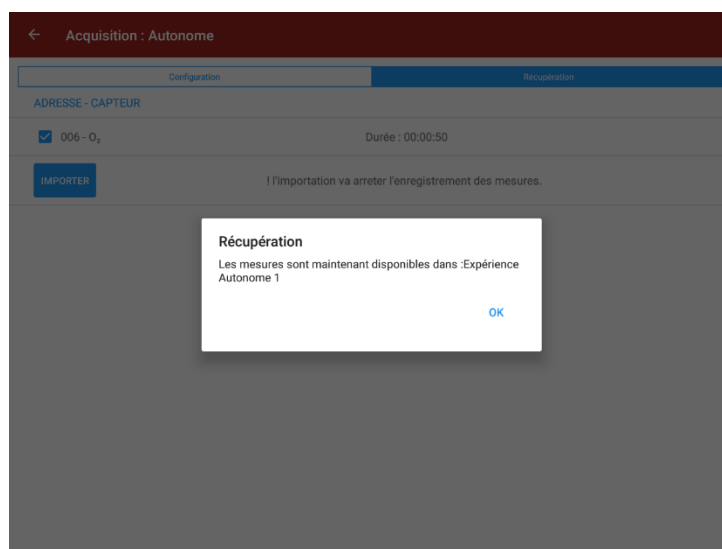 Acquisition : Autonome
Configuration
Récupération
ADRESSE - CAPTEUR
006 - O₂
Durée : 00:00:50
IMPORTER
! l'importation va arreter l'enregistrement des mesures.
Récupération
Les mesures sont maintenant disponibles dans :Expérience
Autonome 1
OK